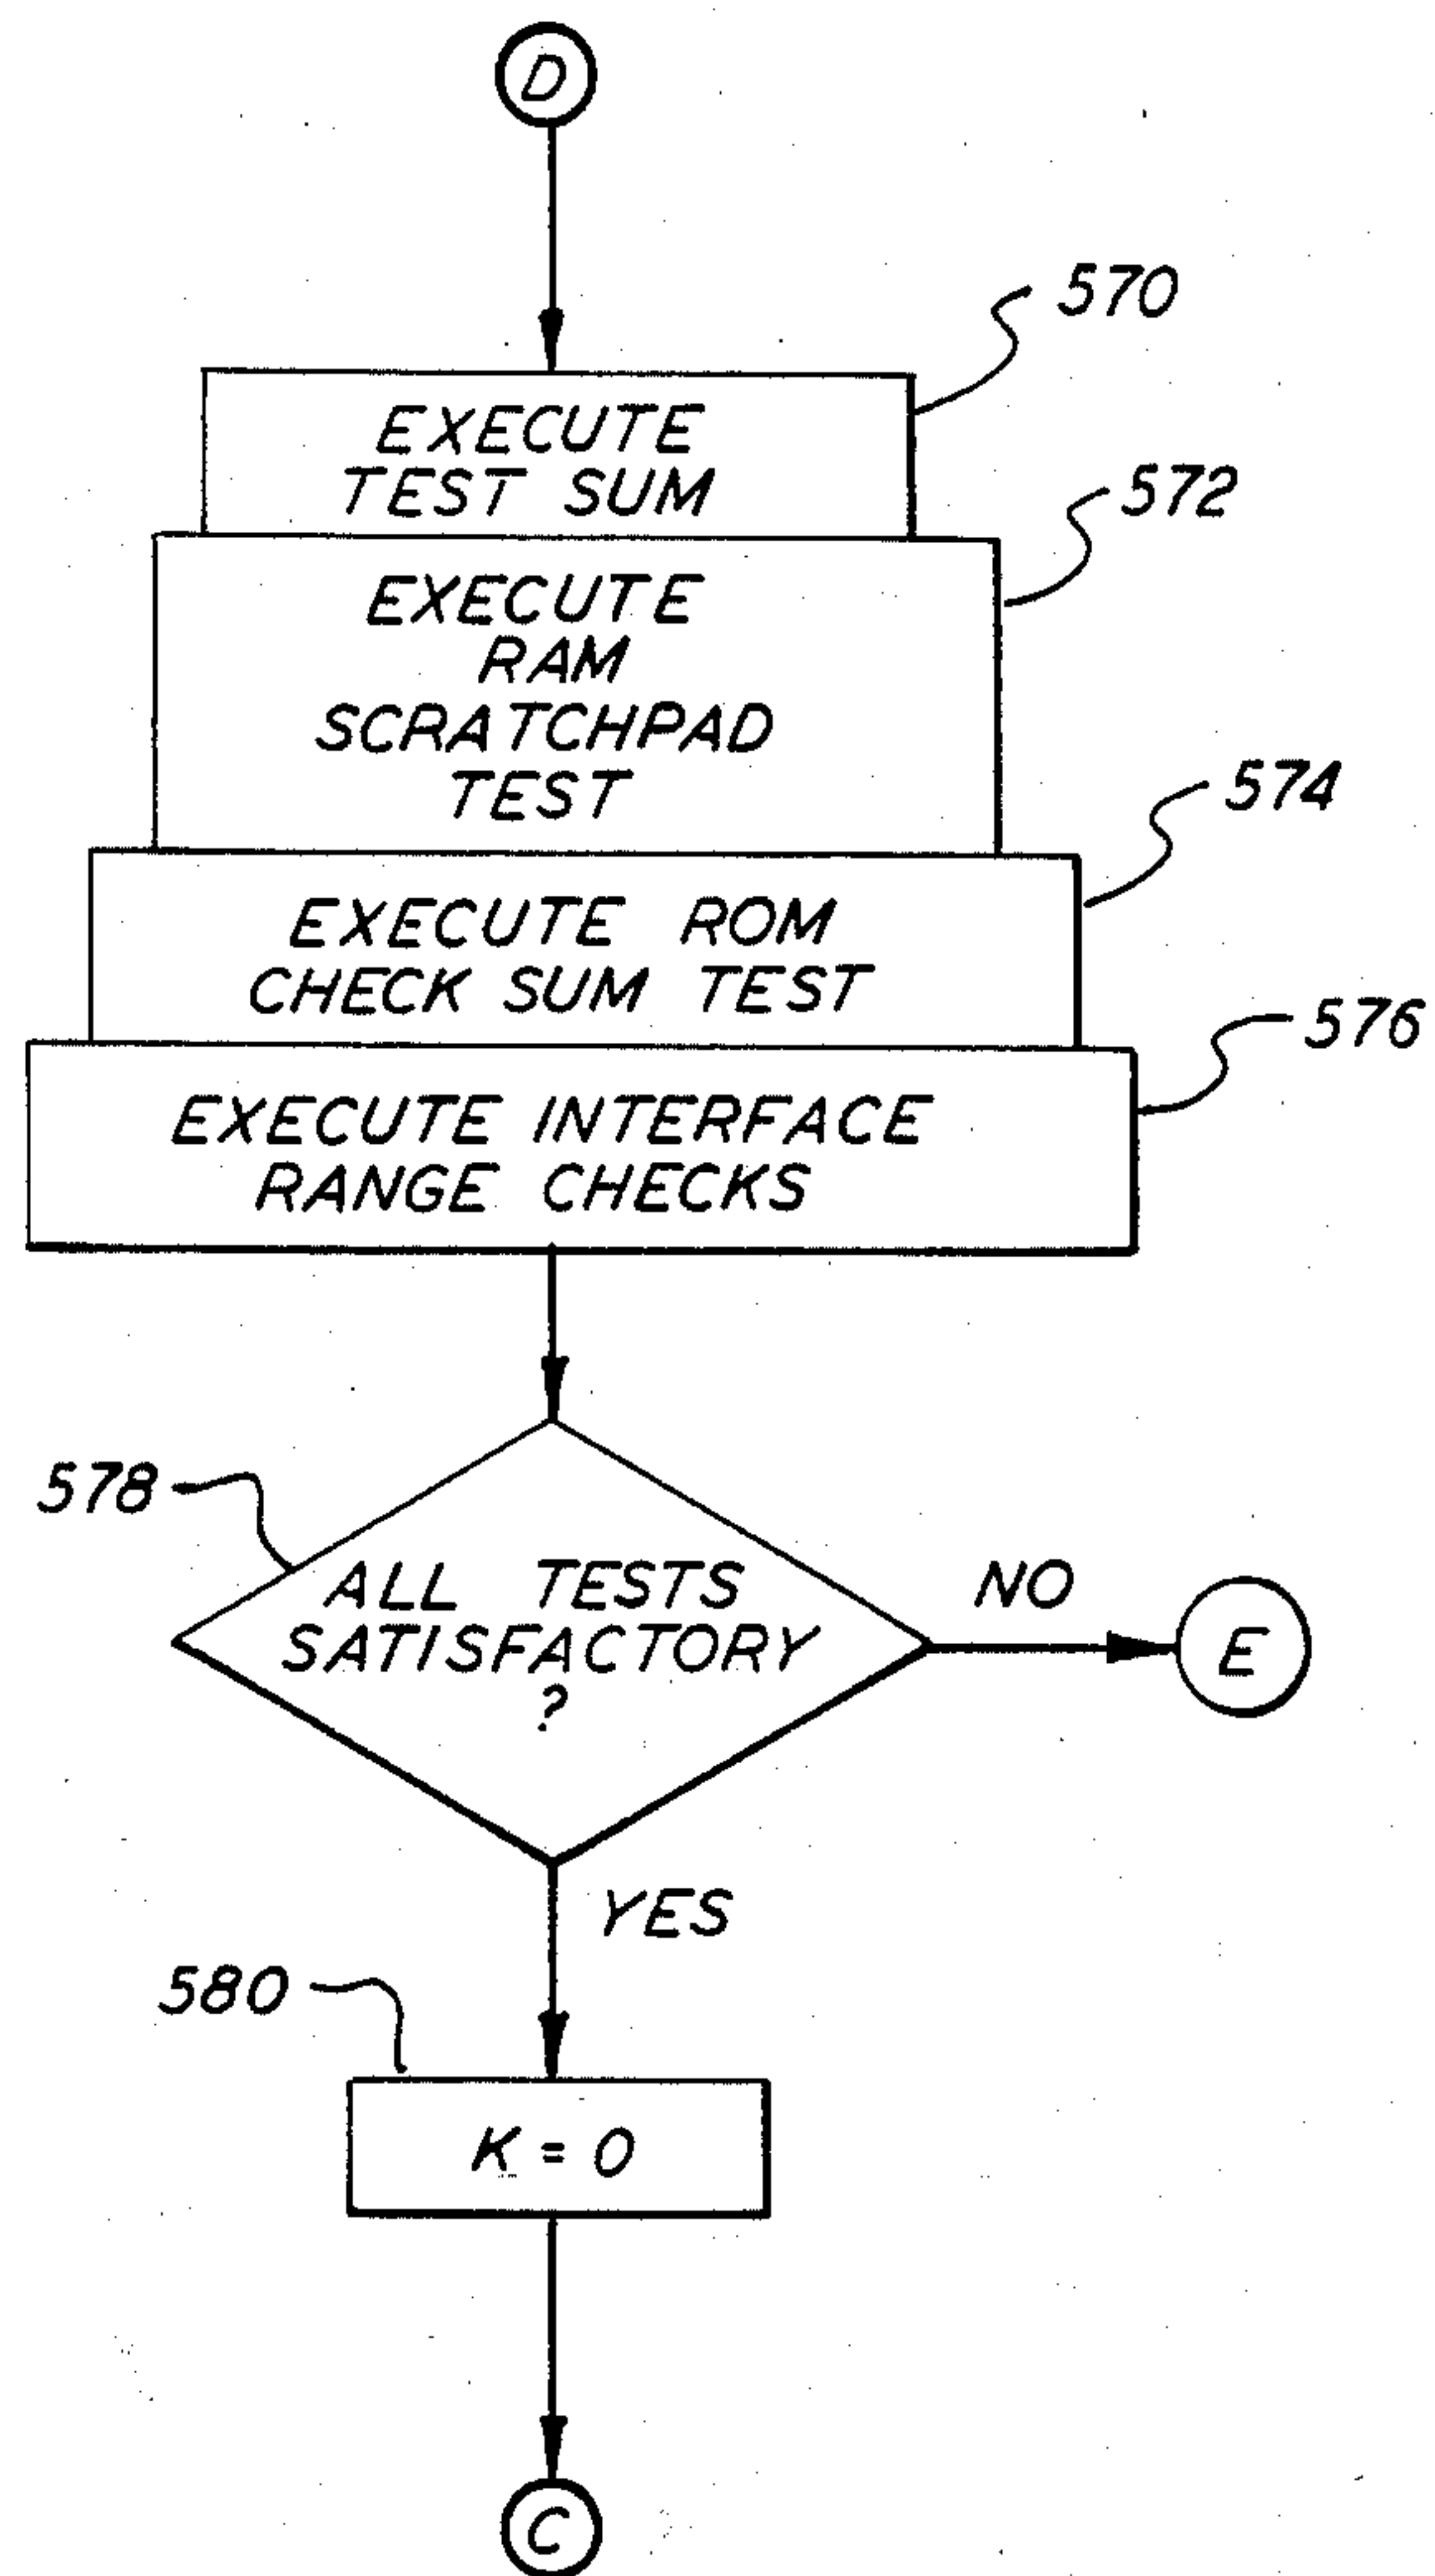 D
570
EXECUTE
TEST SUM
572
EXECUTE
RAM
SCRATCHPAD
TEST
574
EXECUTE ROM
CHECK SUM TEST
576
EXECUTE INTERFACE
RANGE CHECKS
578
ALL TESTS
SATISFACTORY
?
NO
E
YES
580
K = 0
C